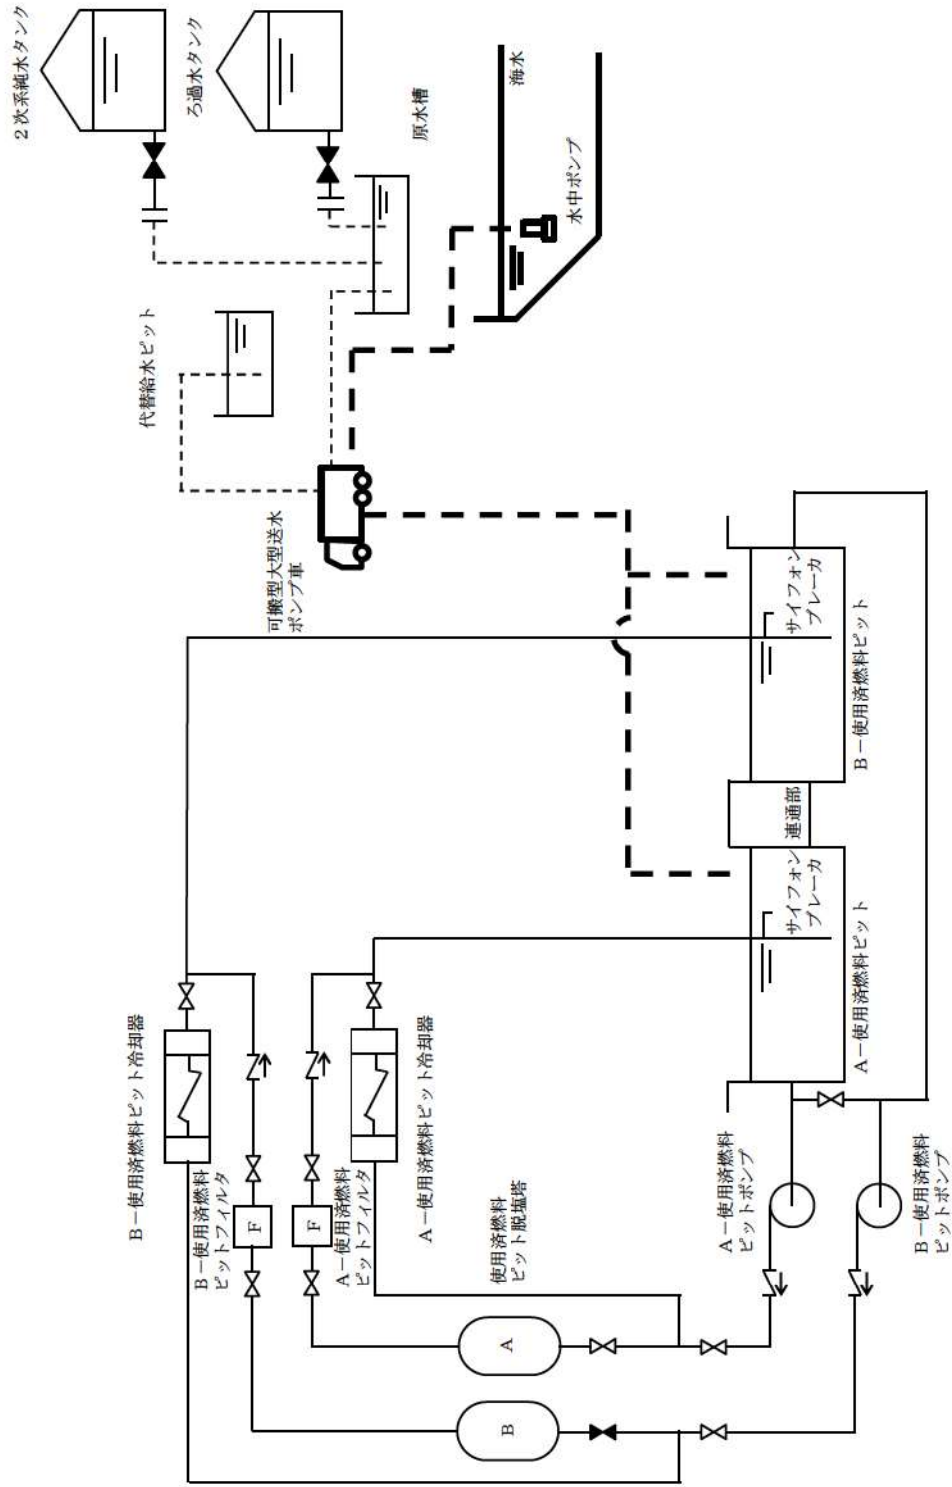 2次系純水タンク
ろ過水タンク
原水槽
海水
水中ポンプ
代替給水ピット
可搬型大型送水
ポンプ車
サイフォン
ブレーカ
B-使用済燃料ピット
連通部
サイフォン
ブレーカ
A-使用済燃料ピット
B-使用済燃料ピット冷却器
B-使用済燃料
ピットフィルタ
F
F
A-使用済燃料
ピットフィルタ
A-使用済燃料ピット冷却器
使用済燃料
ピット脱塩塔
A
B
A-使用済燃料
ピットポンプ
B-使用済燃料
ピットポンプ